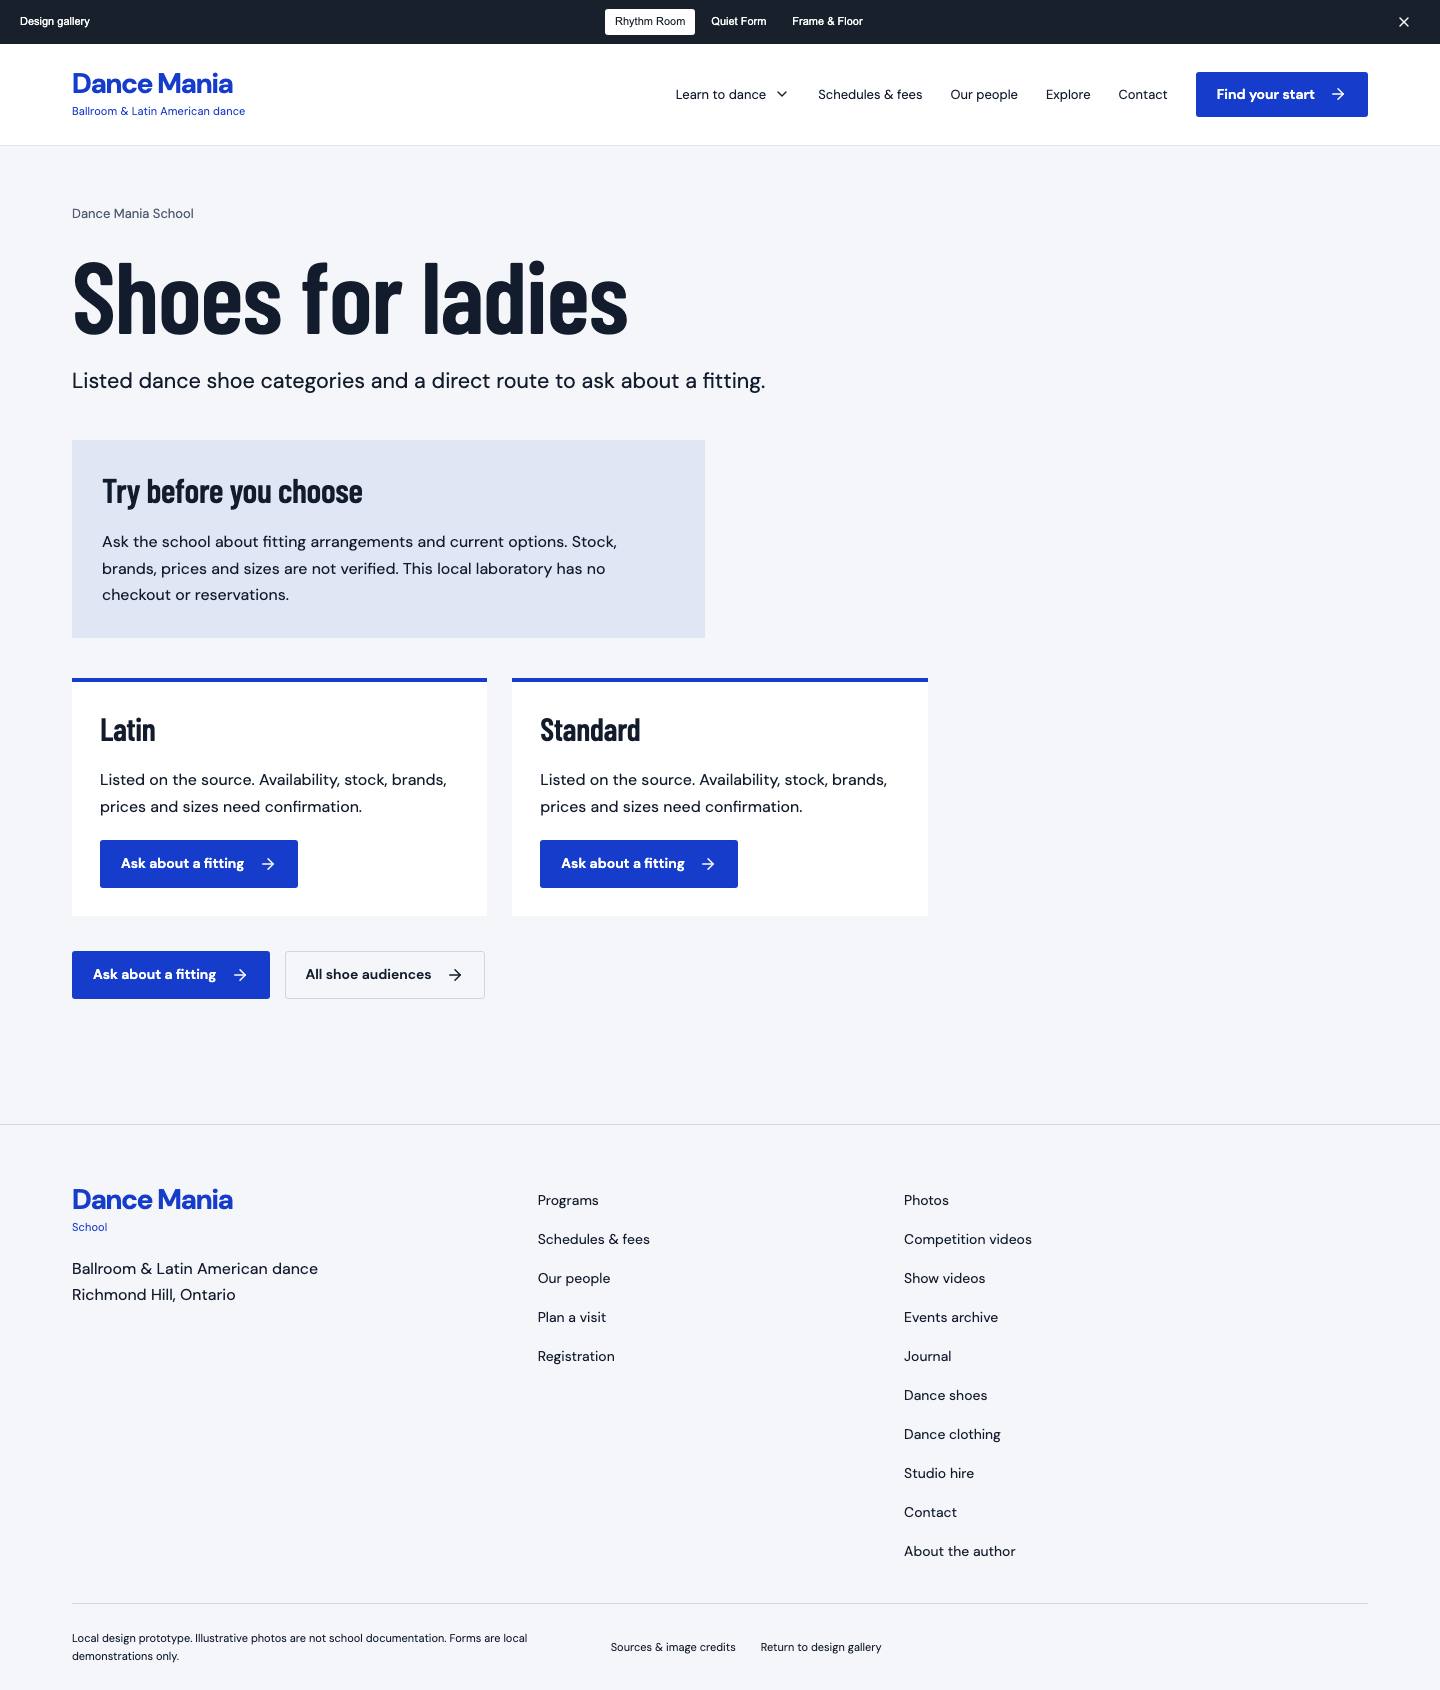 Design gallery
Rhythm Room
Quiet Form
Frame & Floor
Dance Mania
Ballroom & Latin American dance
Learn to dance
Schedules & fees
Our people
Explore
Contact
Find your start
Dance Mania School
Shoes for ladies
Listed dance shoe categories and a direct route to ask about a fitting.
Try before you choose
Ask the school about fitting arrangements and current options. Stock,
brands, prices and sizes are not verified. This local laboratory has no
checkout or reservations.
Latin
Listed on the source. Availability, stock, brands,
prices and sizes need confirmation.
Ask about a fitting
Standard
Listed on the source. Availability, stock, brands,
prices and sizes need confirmation.
Ask about a fitting
Ask about a fitting
All shoe audiences
Dance Mania
School
Ballroom & Latin American dance
Richmond Hill, Ontario
Programs
Schedules & fees
Our people
Plan a visit
Registration
Photos
Competition videos
Show videos
Events archive
Journal
Dance shoes
Dance clothing
Studio hire
Contact
About the author
Local design prototype. Illustrative photos are not school documentation. Forms are local
demonstrations only.
Sources & image credits
Return to design gallery